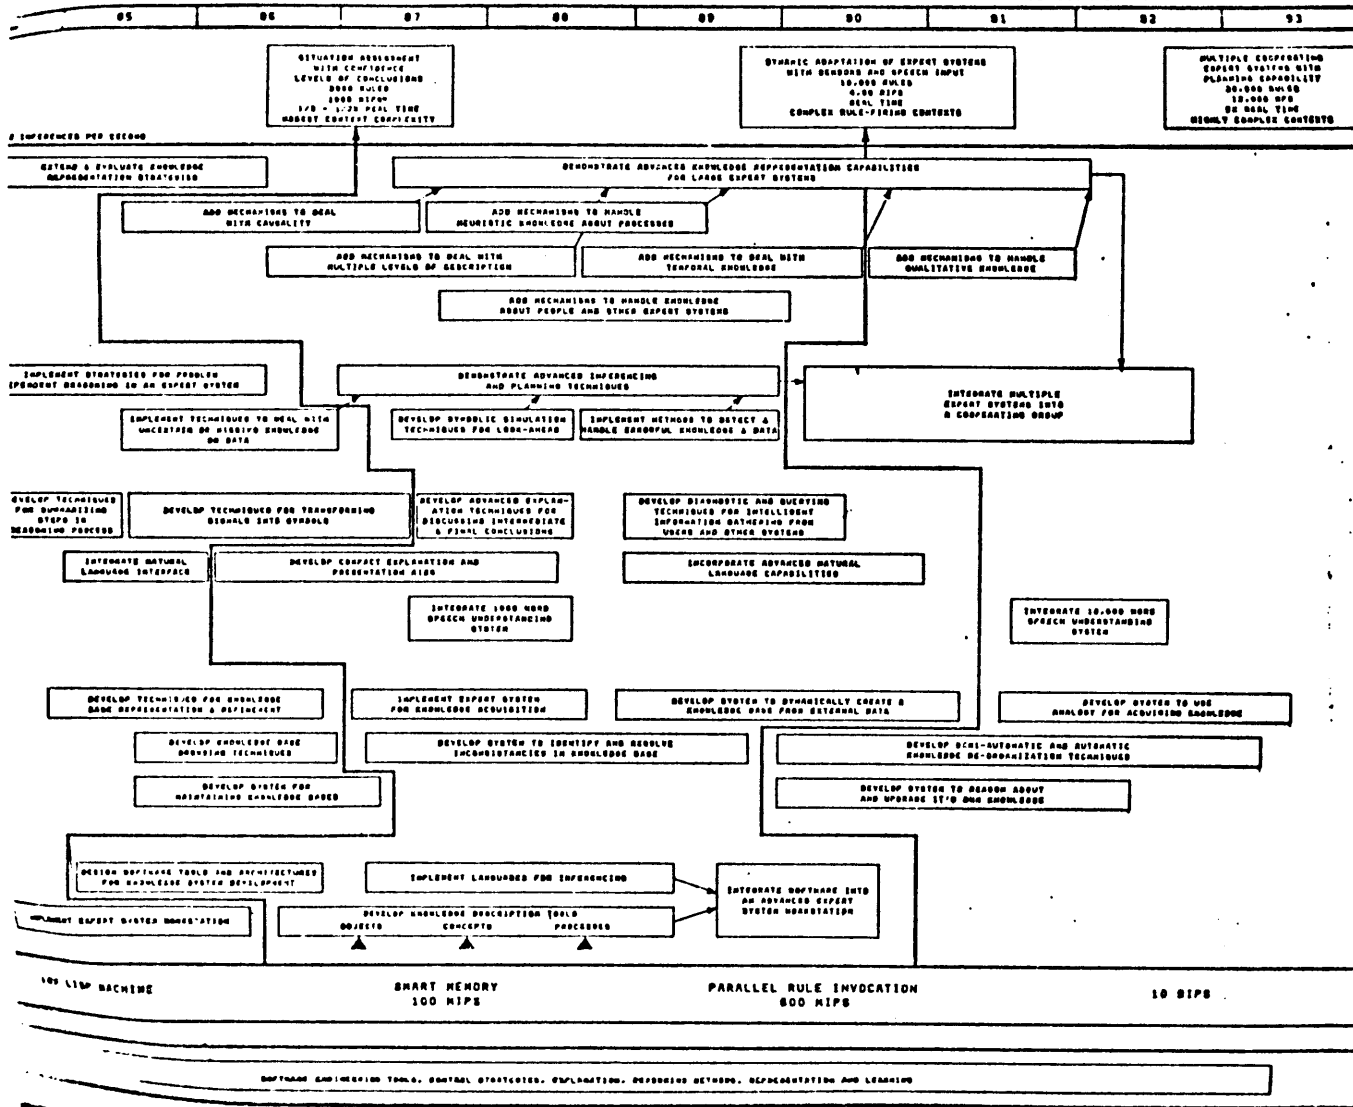 85 86 87 88 89 90 91 92 93
SITUATION ASSESSMENT
WITH CONFIDENCE
LEVELS OF CONCLUSIONS
RULES
REAL TIME
MODEST CONTEXT COMPLEXITY
DYNAMIC ADAPTATION OF EXPERT SYSTEMS
WITH SENSORS AND SPEECH INPUT
10,000 RULES
REAL TIME
COMPLEX RULE-FIRING CONTEXTS
MULTIPLE COOPERATING
EXPERT SYSTEMS WITH
PLANNING CAPABILITY
RULES
REAL TIME
HIGHLY COMPLEX CONTEXTS
INFERENCES PER SECOND
EXTEND & EVALUATE KNOWLEDGE
REPRESENTATION STRATEGIES
DEMONSTRATE ADVANCED KNOWLEDGE REPRESENTATION CAPABILITIES
FOR LARGE EXPERT SYSTEMS
ADD MECHANISMS TO DEAL
WITH CAUSALITY
ADD MECHANISMS TO HANDLE
HEURISTIC KNOWLEDGE ABOUT PROCESSES
ADD MECHANISMS TO DEAL WITH
MULTIPLE LEVELS OF DESCRIPTION
ADD MECHANISMS TO DEAL WITH
TEMPORAL KNOWLEDGE
ADD MECHANISMS TO HANDLE
QUALITATIVE KNOWLEDGE
ADD MECHANISMS TO HANDLE KNOWLEDGE
ABOUT PEOPLE AND OTHER EXPERT SYSTEMS
IMPLEMENT STRATEGIES FOR PROBLEM
EPENDENT REASONING IN AN EXPERT SYSTEM
DEMONSTRATE ADVANCED INFERENCING
AND PLANNING TECHNIQUES
INTEGRATE MULTIPLE
EXPERT SYSTEMS INTO
A COOPERATING GROUP
IMPLEMENT TECHNIQUES TO DEAL WITH
UNCERTAIN OR MISSING KNOWLEDGE
OR DATA
DEVELOP SYMBOLIC SIMULATION
TECHNIQUES FOR LOOK-AHEAD
IMPLEMENT METHODS TO DETECT &
HANDLE ERRORFUL KNOWLEDGE & DATA
EVELOP TECHNIQUES
FOR SUMMARIZING
STEPS IN
EASONING PROCESS
DEVELOP TECHNIQUES FOR TRANSFORMING
SIGNALS INTO SYMBOLS
DEVELOP ADVANCED EXPLAN-
ATION TECHNIQUES FOR
DISCUSSING INTERMEDIATE
& FINAL CONCLUSIONS
DEVELOP DIAGNOSTIC AND QUERYING
TECHNIQUES FOR INTELLIGENT
INFORMATION GATHERING FROM
USERS AND OTHER SYSTEMS
INTEGRATE NATURAL
LANGUAGE INTERFACE
DEVELOP COMPACT EXPLANATION AND
PRESENTATION AIDS
INCORPORATE ADVANCED NATURAL
LANGUAGE CAPABILITIES
INTEGRATE 1000 WORD
SPEECH UNDERSTANDING
SYSTEM
INTEGRATE 10,000 WORD
SPEECH UNDERSTANDING
SYSTEM
DEVELOP TECHNIQUES FOR KNOWLEDGE
BASE REPRESENTATION & REFINEMENT
IMPLEMENT EXPERT SYSTEM
FOR KNOWLEDGE ACQUISITION
DEVELOP SYSTEM TO DYNAMICALLY CREATE A
KNOWLEDGE BASE FROM EXTERNAL DATA
DEVELOP SYSTEM TO USE
ANALOGY FOR ACQUIRING KNOWLEDGE
DEVELOP KNOWLEDGE BASE
BROWSING TECHNIQUES
DEVELOP SYSTEM TO IDENTIFY AND RESOLVE
INCONSISTANCIES IN KNOWLEDGE BASE
DEVELOP SEMI-AUTOMATIC AND AUTOMATIC
KNOWLEDGE RE-ORGANIZATION TECHNIQUES
DEVELOP SYSTEM FOR
MAINTAINING KNOWLEDGE BASES
DEVELOP SYSTEM TO REASON ABOUT
AND UPGRADE IT'S OWN KNOWLEDGE
DESIGN SOFTWARE TOOLS AND ARCHITECTURES
FOR KNOWLEDGE SYSTEM DEVELOPMENT
IMPLEMENT LANGUAGES FOR INFERENCING
INTEGRATE SOFTWARE INTO
AN ADVANCED EXPERT
SYSTEM WORKSTATION
MPLEMENT EXPERT SYSTEM WORKSTATION
DEVELOP KNOWLEDGE DESCRIPTION TOOLS
OBJECTS CONCEPTS PROCESSES
LISP MACHINE
SMART MEMORY
100 MIPS
PARALLEL RULE INVOCATION
600 MIPS
10 BIPS
SOFTWARE ENGINEERING TOOLS, CONTROL STRATEGIES, EXPLANATION, REASONING METHODS, REPRESENTATION AND LEARNING